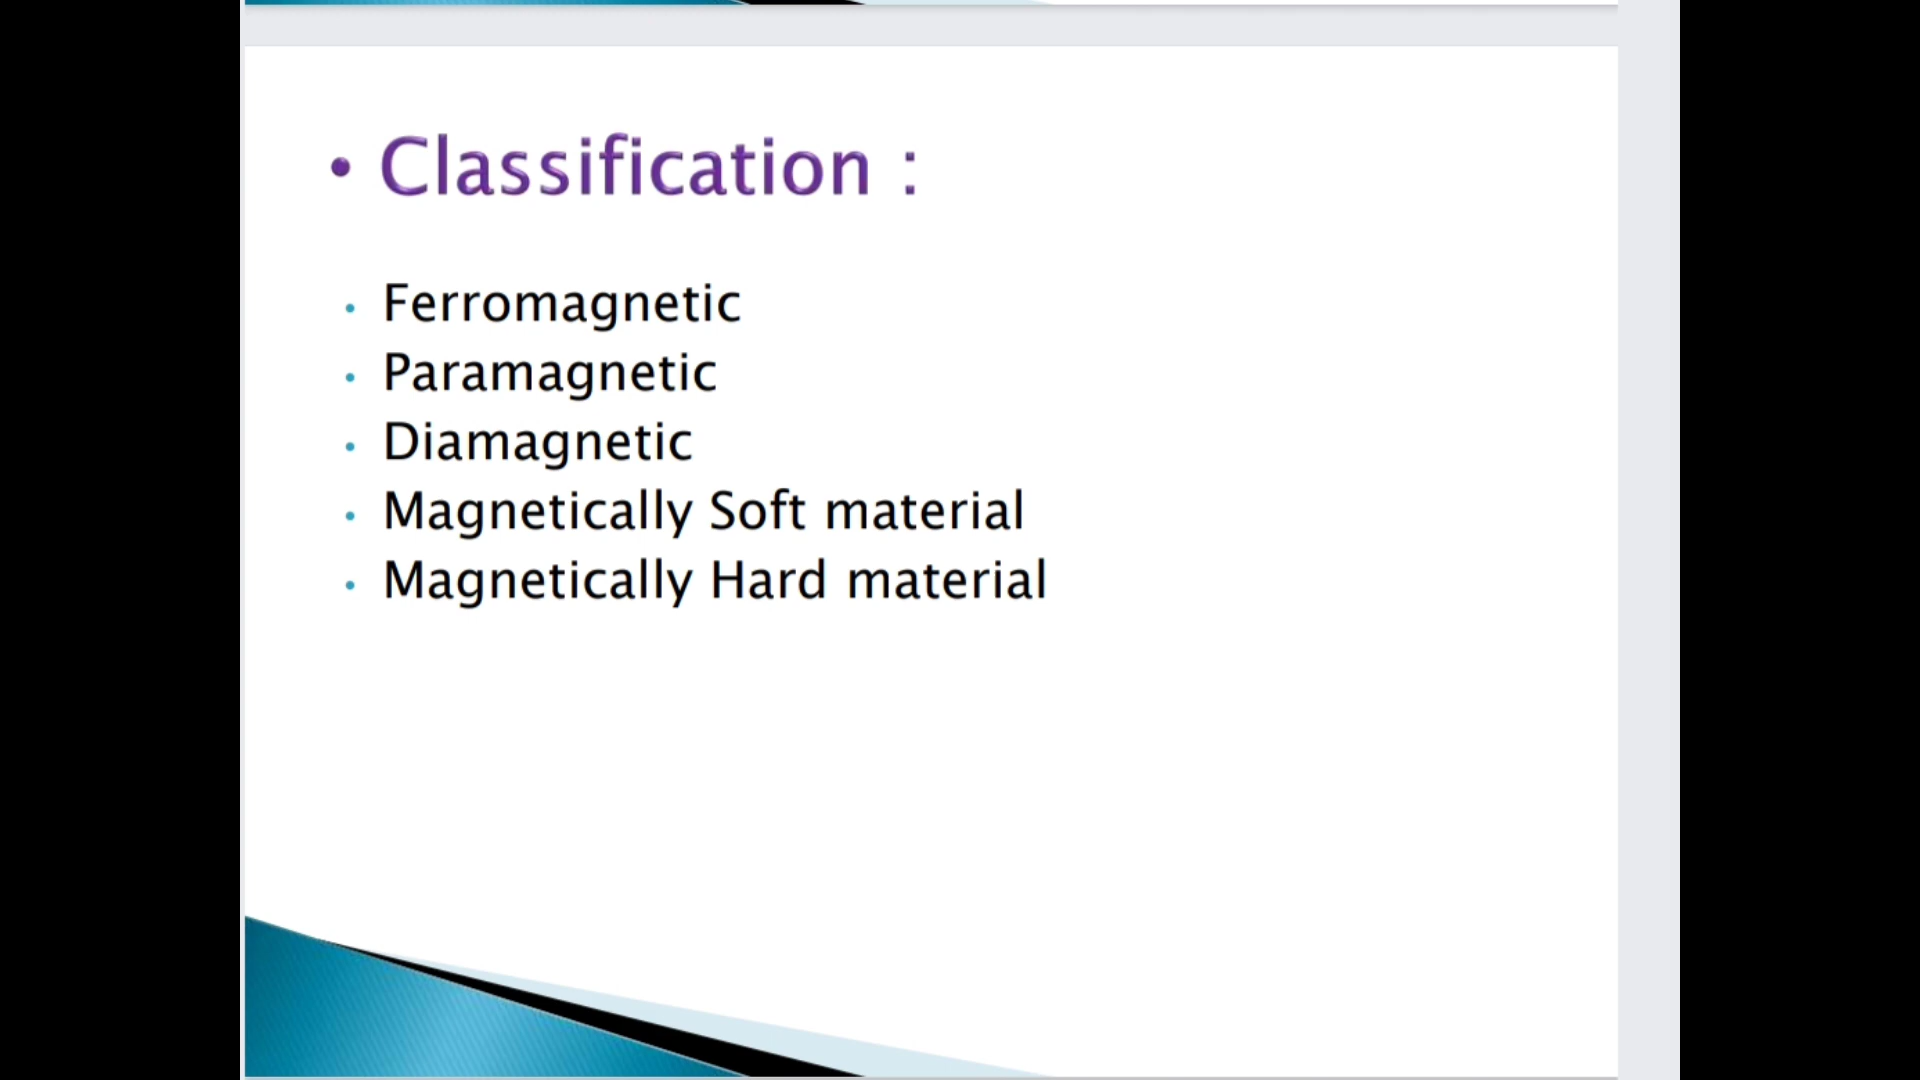 • Classification :
• Ferromagnetic
• Paramagnetic
• Diamagnetic
• Magnetically Soft material
• Magnetically Hard material